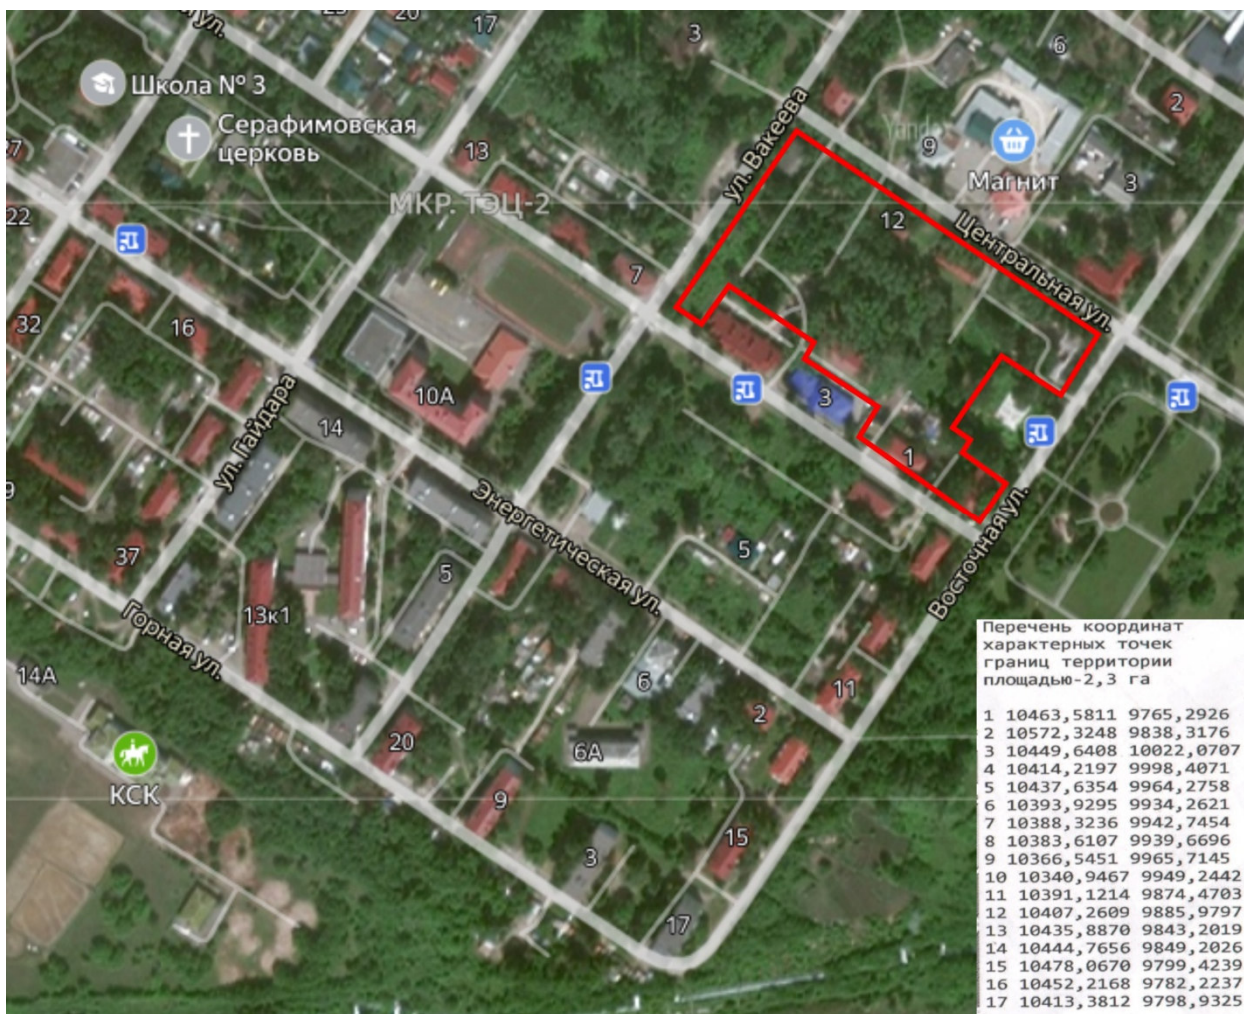 ул.
25
26
17
3
6
Школа № 3
2
Серафимовская
церковь
ул. Вакеева
Yandex
9
27
13
Магнит
3
МКР. ТЭЦ-2
22
12
Центральная ул.
7
32
16
10А
3
14
ул. Гайдара
1
9
Энергетическая ул.
37
5
5
Восточная ул.
13к1
Горная ул.
14А
6
11
2
20
6А
КСК
9
15
3
17
Перечень координат
характерных точек
границ территории
площадью-2,3 га
1 10463,5811 9765,2926
2 10572,3248 9838,3176
3 10449,6408 10022,0707
4 10414,2197 9998,4071
5 10437,6354 9964,2758
6 10393,9295 9934,2621
7 10388,3236 9942,7454
8 10383,6107 9939,6696
9 10366,5451 9965,7145
10 10340,9467 9949,2442
11 10391,1214 9874,4703
12 10407,2609 9885,9797
13 10435,8870 9843,2019
14 10444,7656 9849,2026
15 10478,0670 9799,4239
16 10452,2168 9782,2237
17 10413,3812 9798,9325